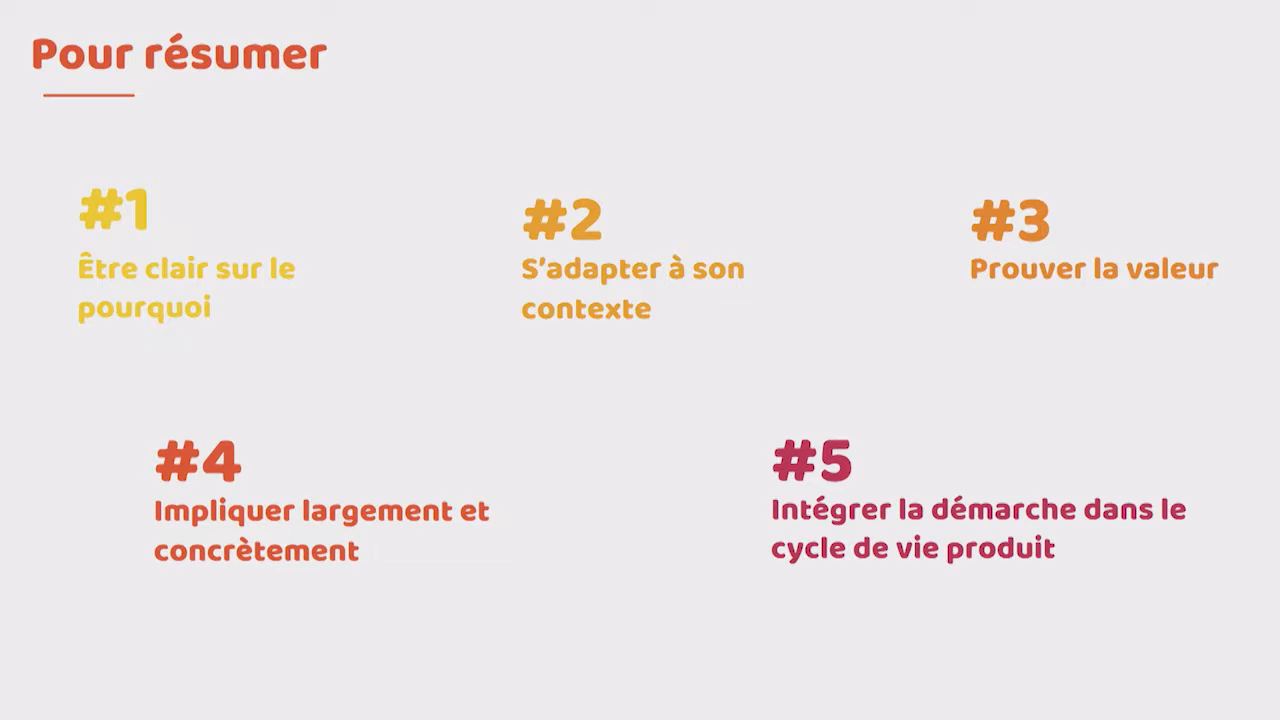 Pour résumer
#1
Être clair sur le
pourquoi
#2
S'adapter à son
contexte
#3
Prouver la valeur
#4
Impliquer largement et
concrètement
#5
Intégrer la démarche dans le
cycle de vie produit